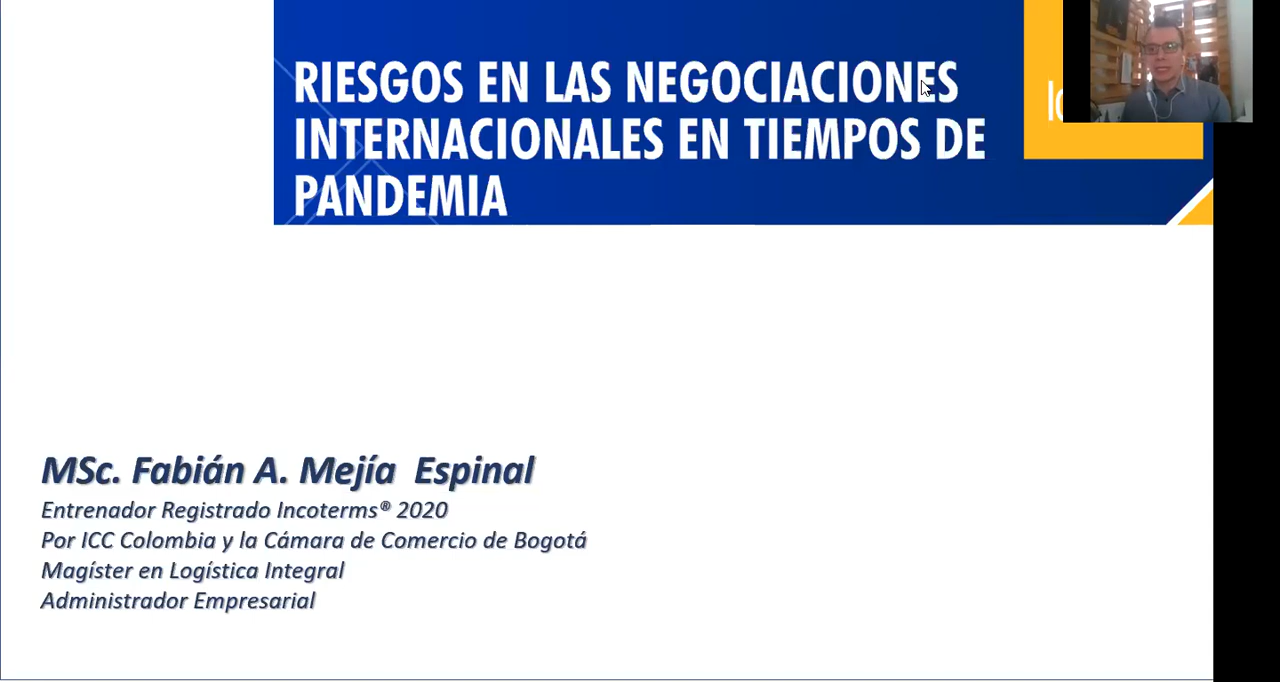 RIESGOS EN LAS NEGOCIACIONES
INTERNACIONALES EN TIEMPOS DE
PANDEMIA
MSc. Fabián A. Mejía Espinal
Entrenador Registrado Incoterms® 2020
Por ICC Colombia y la Cámara de Comercio de Bogotá
Magíster en Logística Integral
Administrador Empresarial